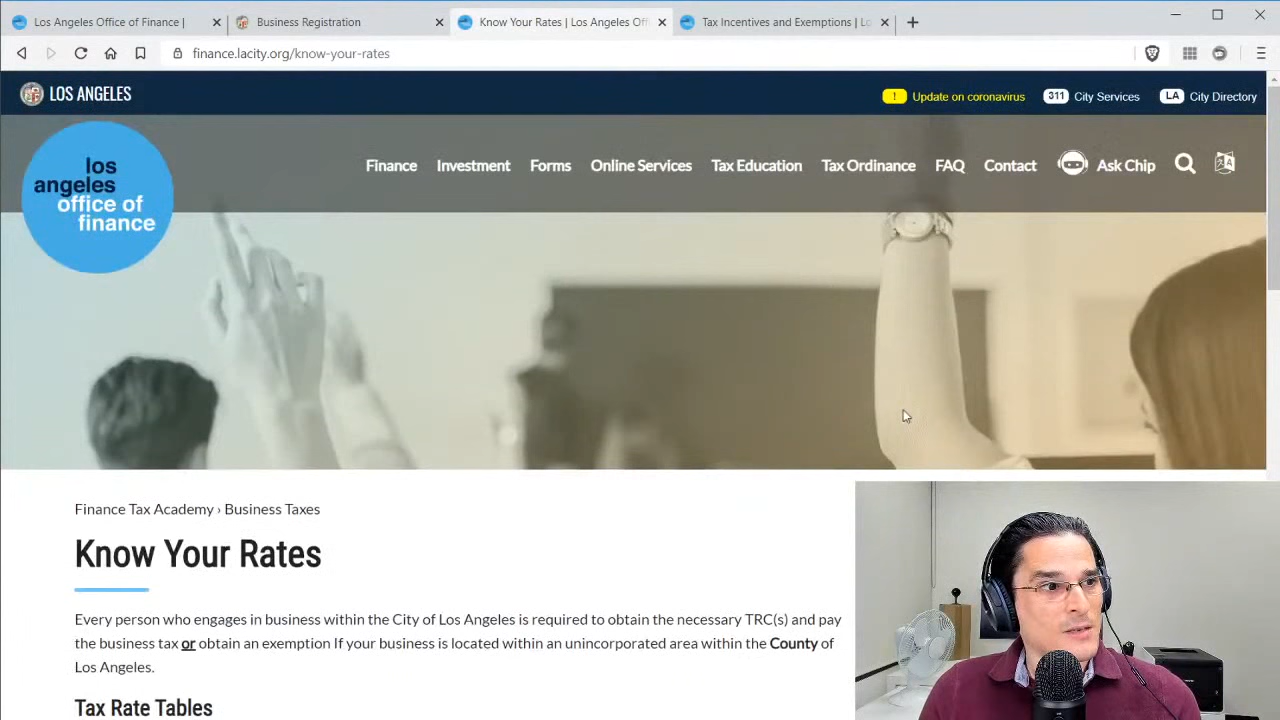 Los Angeles Office of Finance |
Business Registration
Know Your Rates | Los Angeles Off
Tax Incentives and Exemptions | Lo
finance.lacity.org/know-your-rates
LOS ANGELES
! Update on coronavirus
311 City Services
LA City Directory
los
angeles
office of
finance
Finance Investment Forms Online Services Tax Education Tax Ordinance FAQ Contact Ask Chip
Finance Tax Academy › Business Taxes
Know Your Rates
Every person who engages in business within the City of Los Angeles is required to obtain the necessary TRC(s) and pay
the business tax or obtain an exemption If your business is located within an unincorporated area within the County of
Los Angeles.
Tax Rate Tables